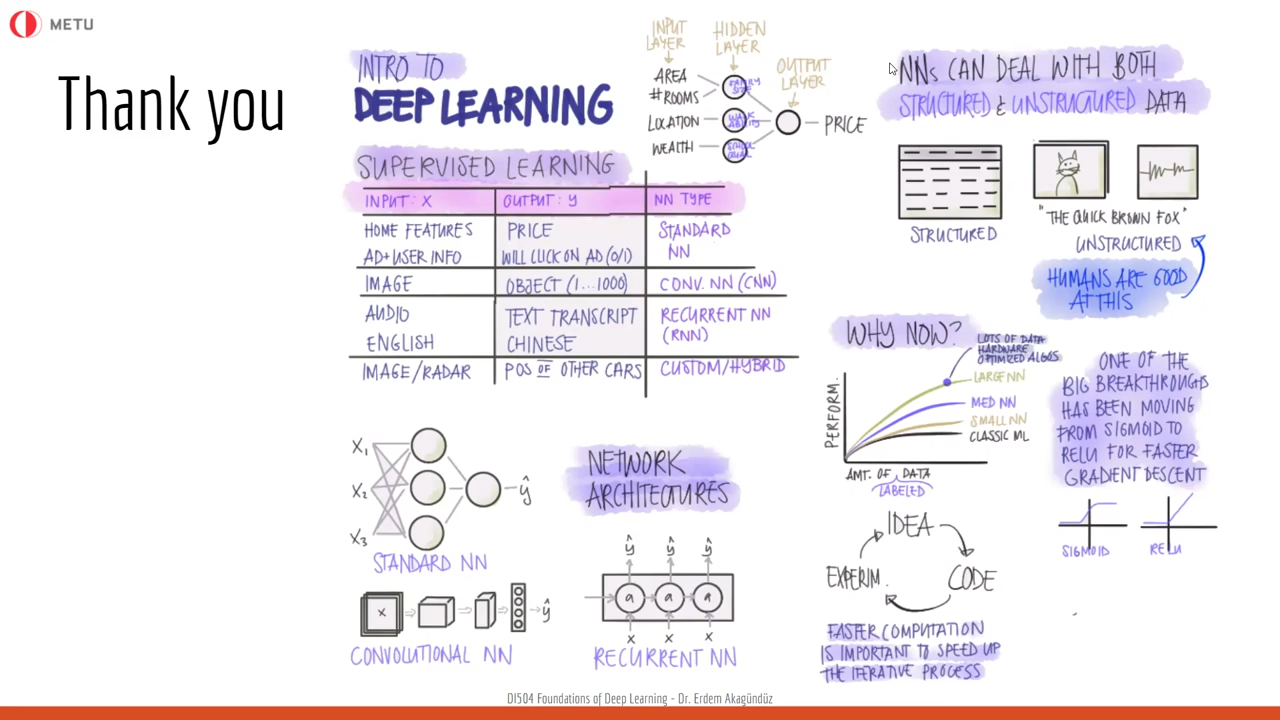 METU
Thank you
INTRO TO
DEEP LEARNING
INPUT LAYER
HIDDEN LAYER
OUTPUT LAYER
AREA
#ROOMS
LOCATION
WEALTH
FAMILY SIZE
WALK ABILITY
SCHOOL QUAL
PRICE
SUPERVISED LEARNING
INPUT: X OUTPUT: Y NN TYPE
HOME FEATURES PRICE STANDARD
AD+USER INFO WILL CLICK ON AD (0/1) NN
IMAGE OBJECT (1...1000) CONV. NN (CNN)
AUDIO TEXT TRANSCRIPT RECURRENT NN
ENGLISH CHINESE (RNN)
IMAGE/RADAR POS OF OTHER CARS CUSTOM/HYBRID
X1
X2
X3
ŷ
STANDARD NN
NETWORK
ARCHITECTURES
X
ŷ
CONVOLUTIONAL NN
ŷ ŷ ŷ
a a a
X X X
RECURRENT NN
NNs CAN DEAL WITH BOTH
STRUCTURED & UNSTRUCTURED DATA
STRUCTURED
"THE QUICK BROWN FOX"
UNSTRUCTURED
HUMANS ARE GOOD
AT THIS
WHY NOW?
LOTS OF DATA
HARDWARE
OPTIMIZED ALGOS
LARGE NN
MED NN
SMALL NN
CLASSIC ML
PERFORM.
AMT. OF DATA
LABELED
ONE OF THE
BIG BREAKTHROUGHS
HAS BEEN MOVING
FROM SIGMOID TO
RELU FOR FASTER
GRADIENT DESCENT
SIGMOID RELU
IDEA
EXPERIM. CODE
FASTER COMPUTATION
IS IMPORTANT TO SPEED UP
THE ITERATIVE PROCESS
DI504 Foundations of Deep Learning - Dr. Erdem Akagündüz